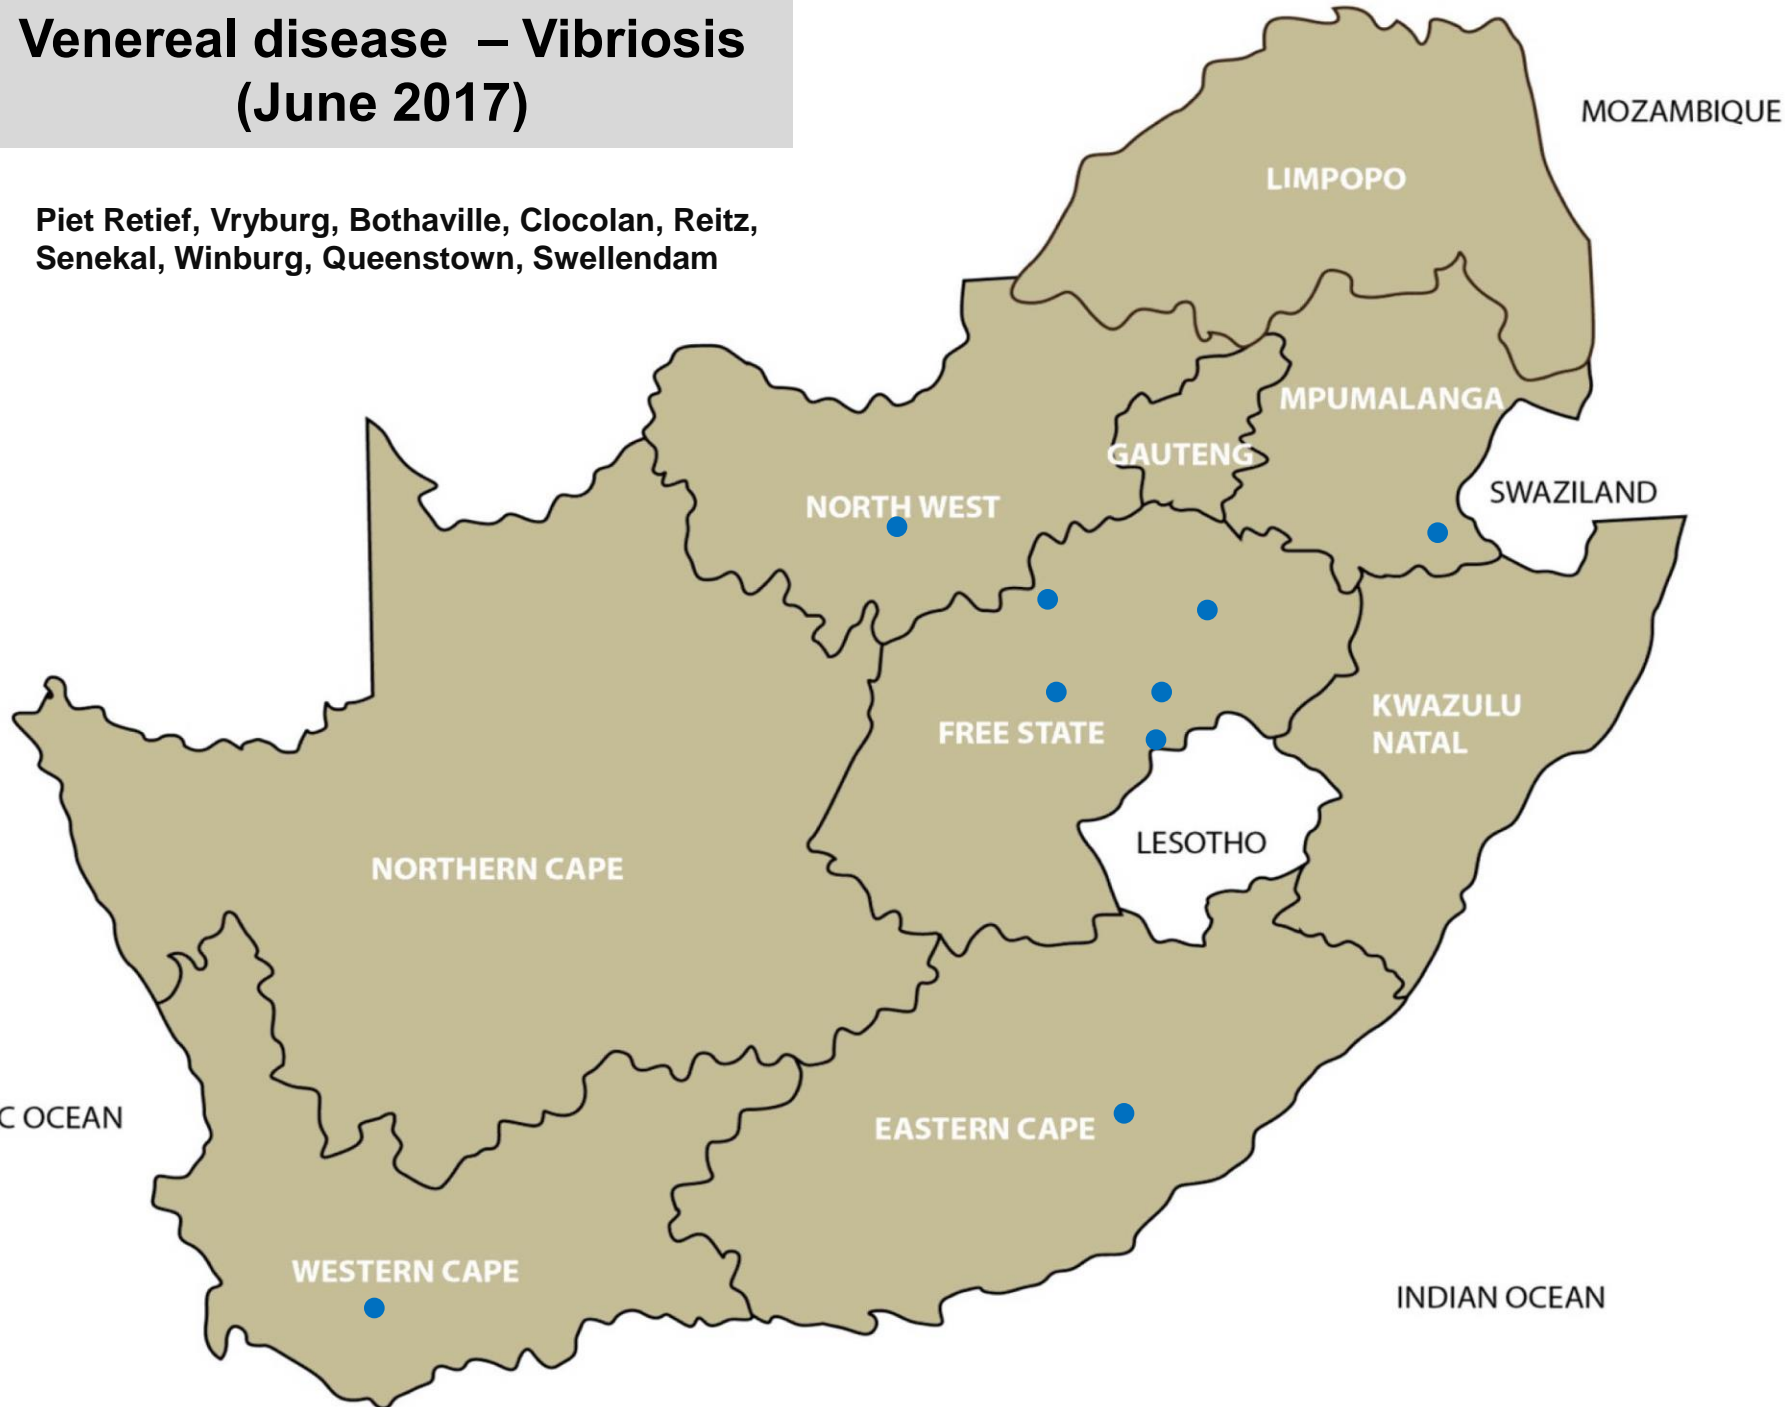 Venereal disease – Vibriosis
(June 2017)
MOZAMBIQUE
LIMPOPO
Piet Retief, Vryburg, Bothaville, Clocolan, Reitz,
Senekal, Winburg, Queenstown, Swellendam
MPUMALANGA
GAUTENG
SWAZILAND
NORTH WEST
KWAZULU
NATAL
FREE STATE
LESOTHO
NORTHERN CAPE
C OCEAN
EASTERN CAPE
WESTERN CAPE
INDIAN OCEAN